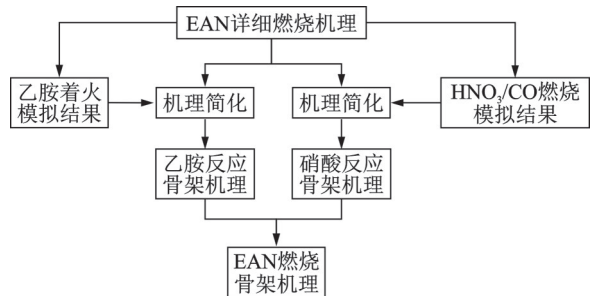 EAN详细燃烧机理
乙胺着火
模拟结果
机理简化
机理简化
HNO₃/CO燃烧
模拟结果
乙胺反应
骨架机理
硝酸反应
骨架机理
EAN燃烧
骨架机理